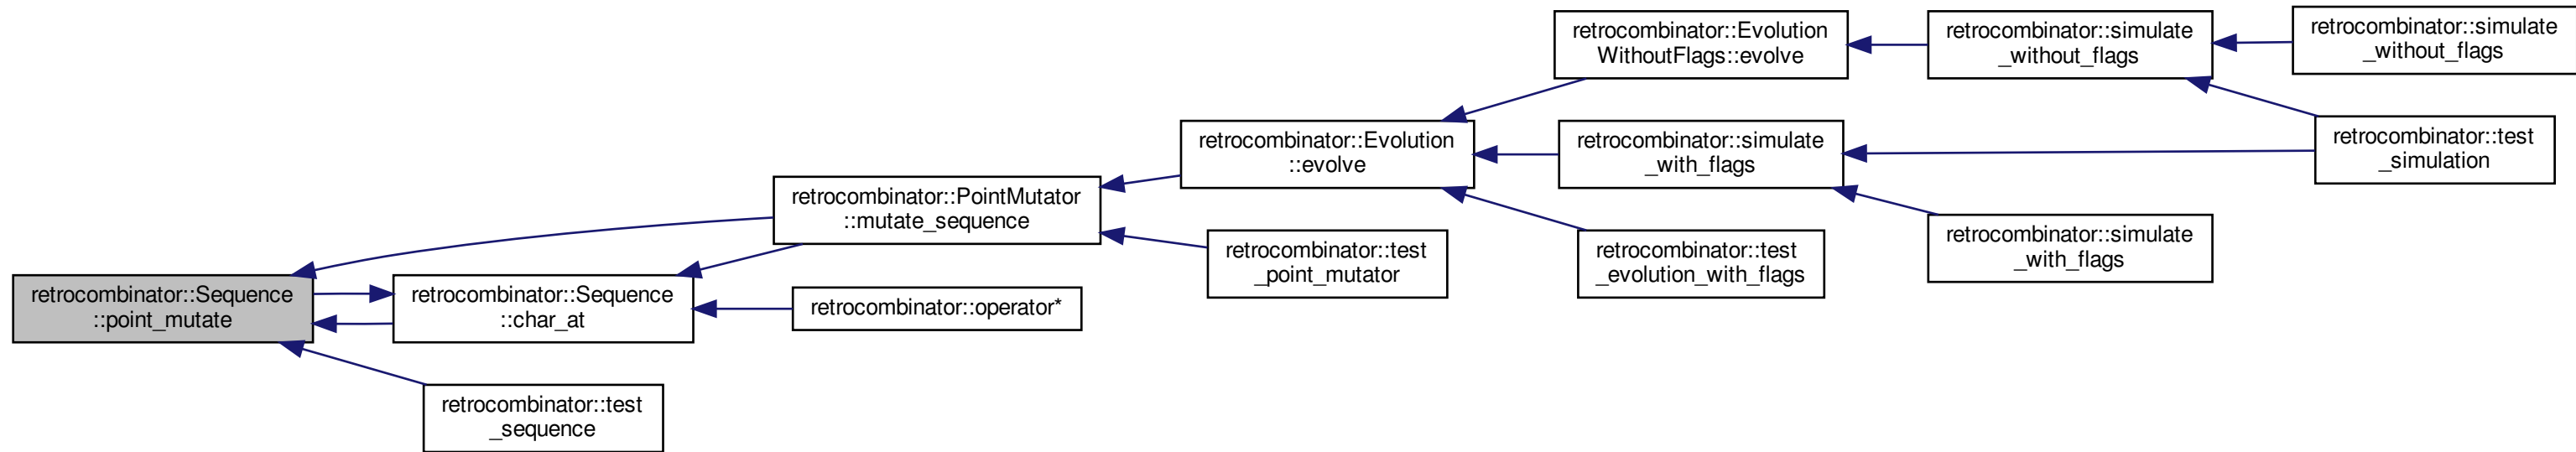 retrocombinator::Sequence
::point_mutate
retrocombinator::Sequence
::char_at
retrocombinator::test
_sequence
retrocombinator::PointMutator
::mutate_sequence
retrocombinator::operator*
retrocombinator::Evolution
::evolve
retrocombinator::test
_point_mutator
retrocombinator::Evolution
WithoutFlags::evolve
retrocombinator::simulate
_with_flags
retrocombinator::test
_evolution_with_flags
retrocombinator::simulate
_without_flags
retrocombinator::simulate
_with_flags
retrocombinator::simulate
_without_flags
retrocombinator::test
_simulation